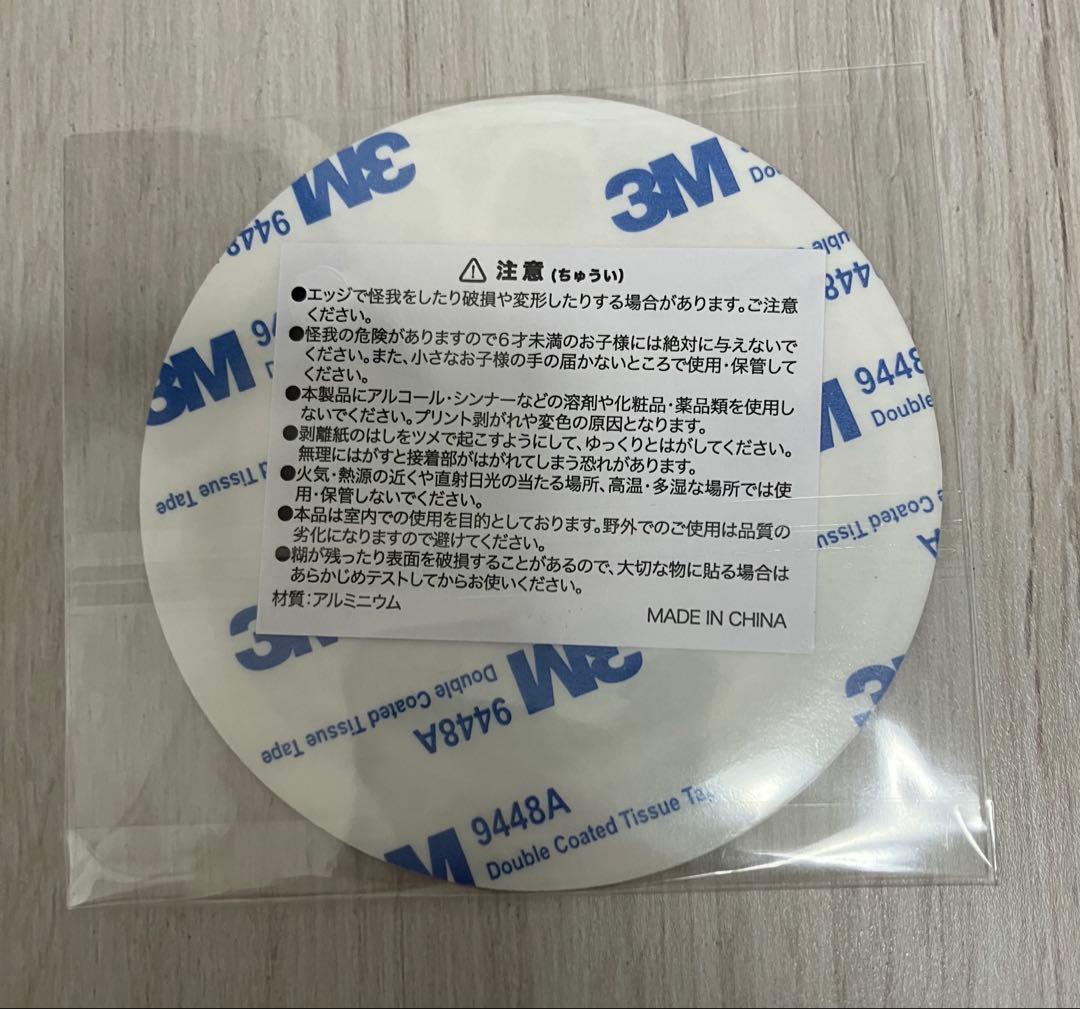 3M
3M
Dou
9448
9448
⚠ 注意(ちゅうい)
●エッジで怪我をしたり破損や変形したりする場合があります。ご注意
ください。
●怪我の危険がありますので6才未満のお子様には絶対に与えないで
ください。また、小さなお子様の手の届かないところで使用・保管して
ください。
●本製品にアルコール・シンナーなどの溶剤や化粧品・薬品類を使用し
ないでください。プリント剥がれや変色の原因となります。
●剥離紙のはしをツメで起こすようにして、ゆっくりとはがしてください。
無理にはがすと接着部がはがれてしまう恐れがあります。
●火気・熱源の近くや直射日光の当たる場所、高温・多湿な場所では使
用・保管しないでください。
●本品は室内での使用を目的としております。野外でのご使用は品質の
劣化になりますので避けてください。
●糊が残ったり表面を破損することがあるので、大切な物に貼る場合は
あらかじめテストしてからお使いください。
材質:アルミニウム
MADE IN CHINA
3M
9448
Double
Tissue Tape
Coated Tissu
A
3M
3M
9448A
Double Coated Tissue Tape
3M
M 9448A
Double Coated Tissue Tap